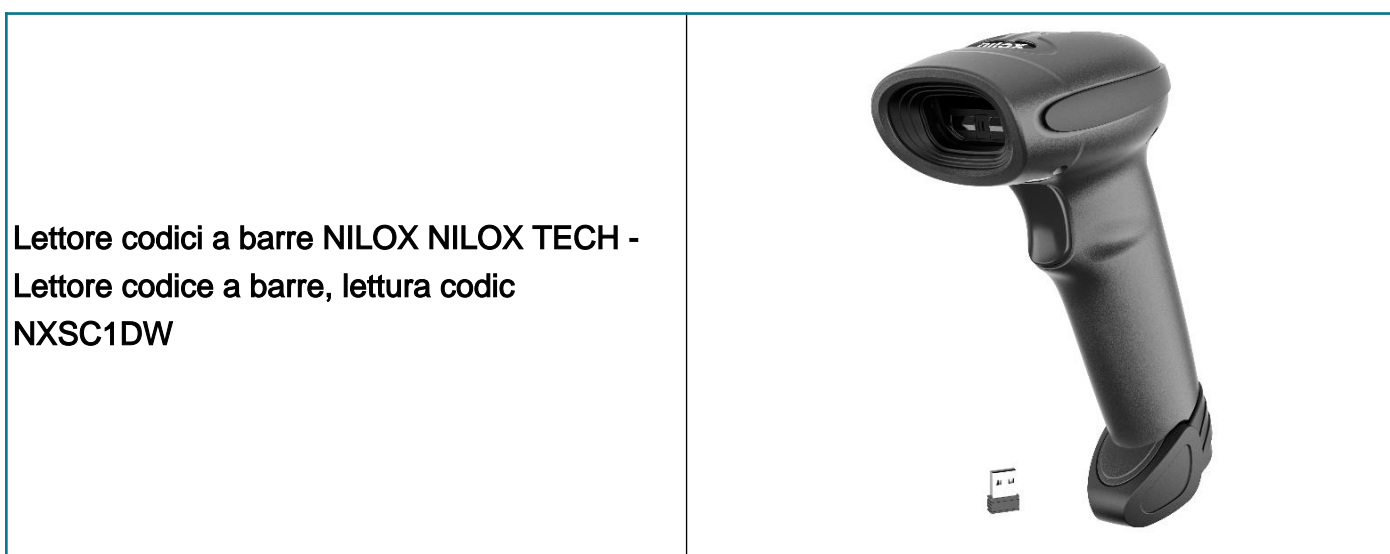 Lettore codici a barre NILOX NILOX TECH -
Lettore codice a barre, lettura codic
NXSC1DW
nilox